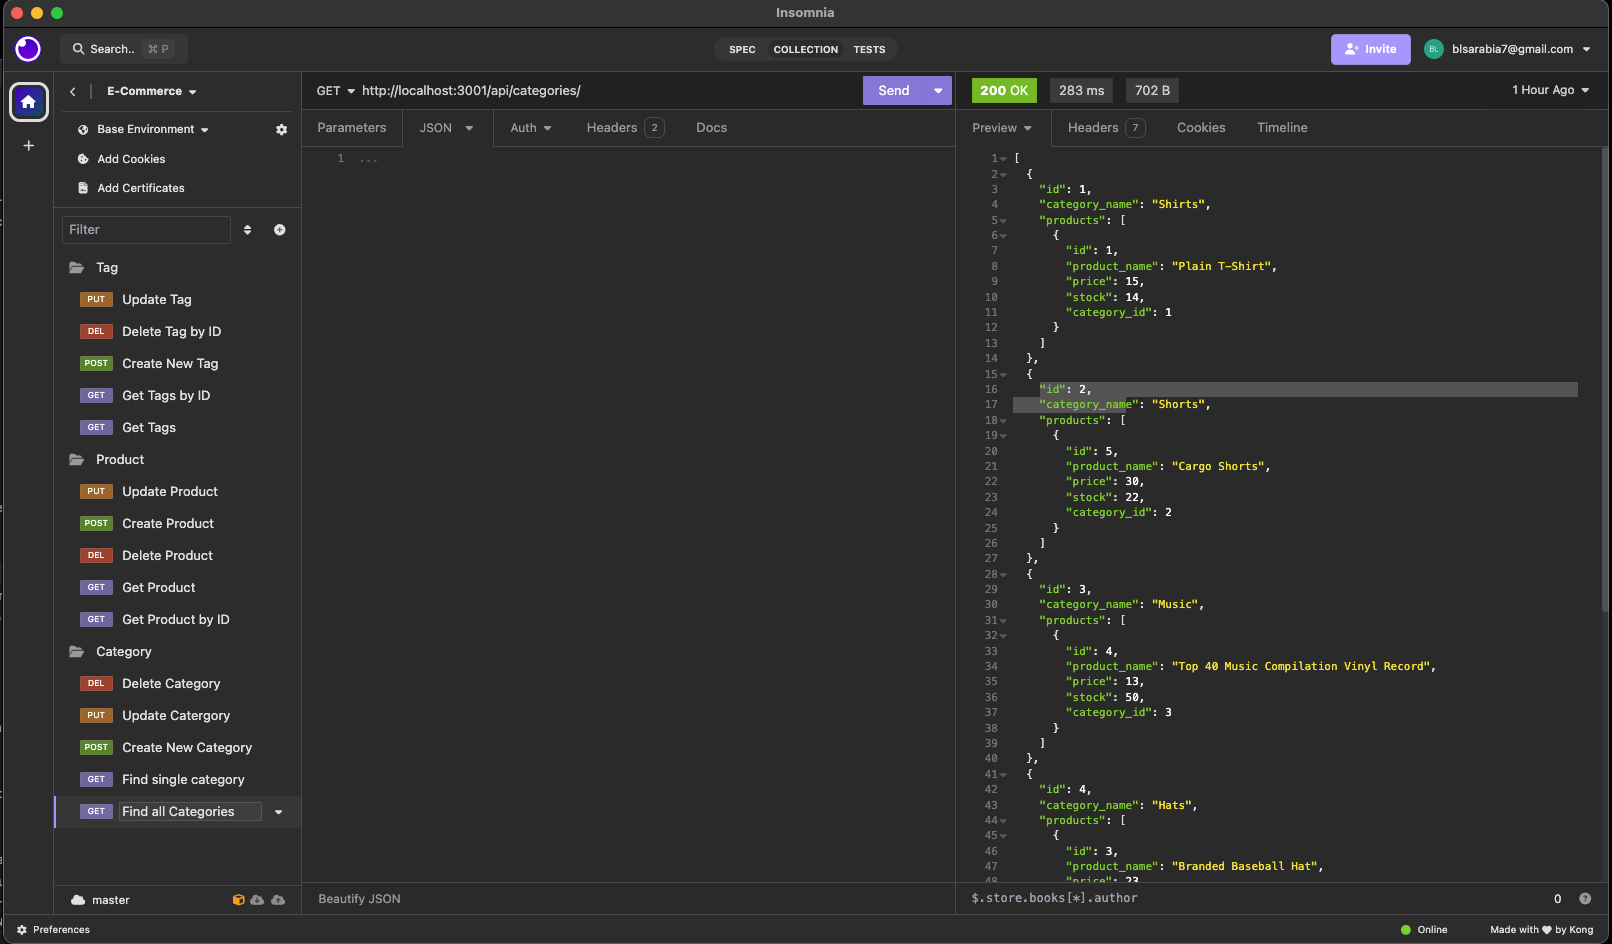 Insomnia
Search.. ⌘ P
SPEC COLLECTION TESTS
Invite
BL blsarabia7@gmail.com
E-Commerce
Base Environment
Add Cookies
Add Certificates
Filter
Tag
PUT Update Tag
DEL Delete Tag by ID
POST Create New Tag
GET Get Tags by ID
GET Get Tags
Product
PUT Update Product
POST Create Product
DEL Delete Product
GET Get Product
GET Get Product by ID
Category
DEL Delete Category
PUT Update Catergory
POST Create New Category
GET Find single category
GET Find all Categories
master
Preferences
GET http://localhost:3001/api/categories/ Send
Parameters JSON Auth Headers 2 Docs
1 ...
Beautify JSON
200 OK 283 ms 702 B 1 Hour Ago
Preview Headers 7 Cookies Timeline
1 [
2 {
3 "id": 1,
4 "category_name": "Shirts",
5 "products": [
6 {
7 "id": 1,
8 "product_name": "Plain T-Shirt",
9 "price": 15,
10 "stock": 14,
11 "category_id": 1
12 }
13 ]
14 },
15 {
16 "id": 2,
17 "category_name": "Shorts",
18 "products": [
19 {
20 "id": 5,
21 "product_name": "Cargo Shorts",
22 "price": 30,
23 "stock": 22,
24 "category_id": 2
25 }
26 ]
27 },
28 {
29 "id": 3,
30 "category_name": "Music",
31 "products": [
32 {
33 "id": 4,
34 "product_name": "Top 40 Music Compilation Vinyl Record",
35 "price": 13,
36 "stock": 50,
37 "category_id": 3
38 }
39 ]
40 },
41 {
42 "id": 4,
43 "category_name": "Hats",
44 "products": [
45 {
46 "id": 3,
47 "product_name": "Branded Baseball Hat",
48 "price": 23
$.store.books[*].author 0
Online Made with ♥ by Kong